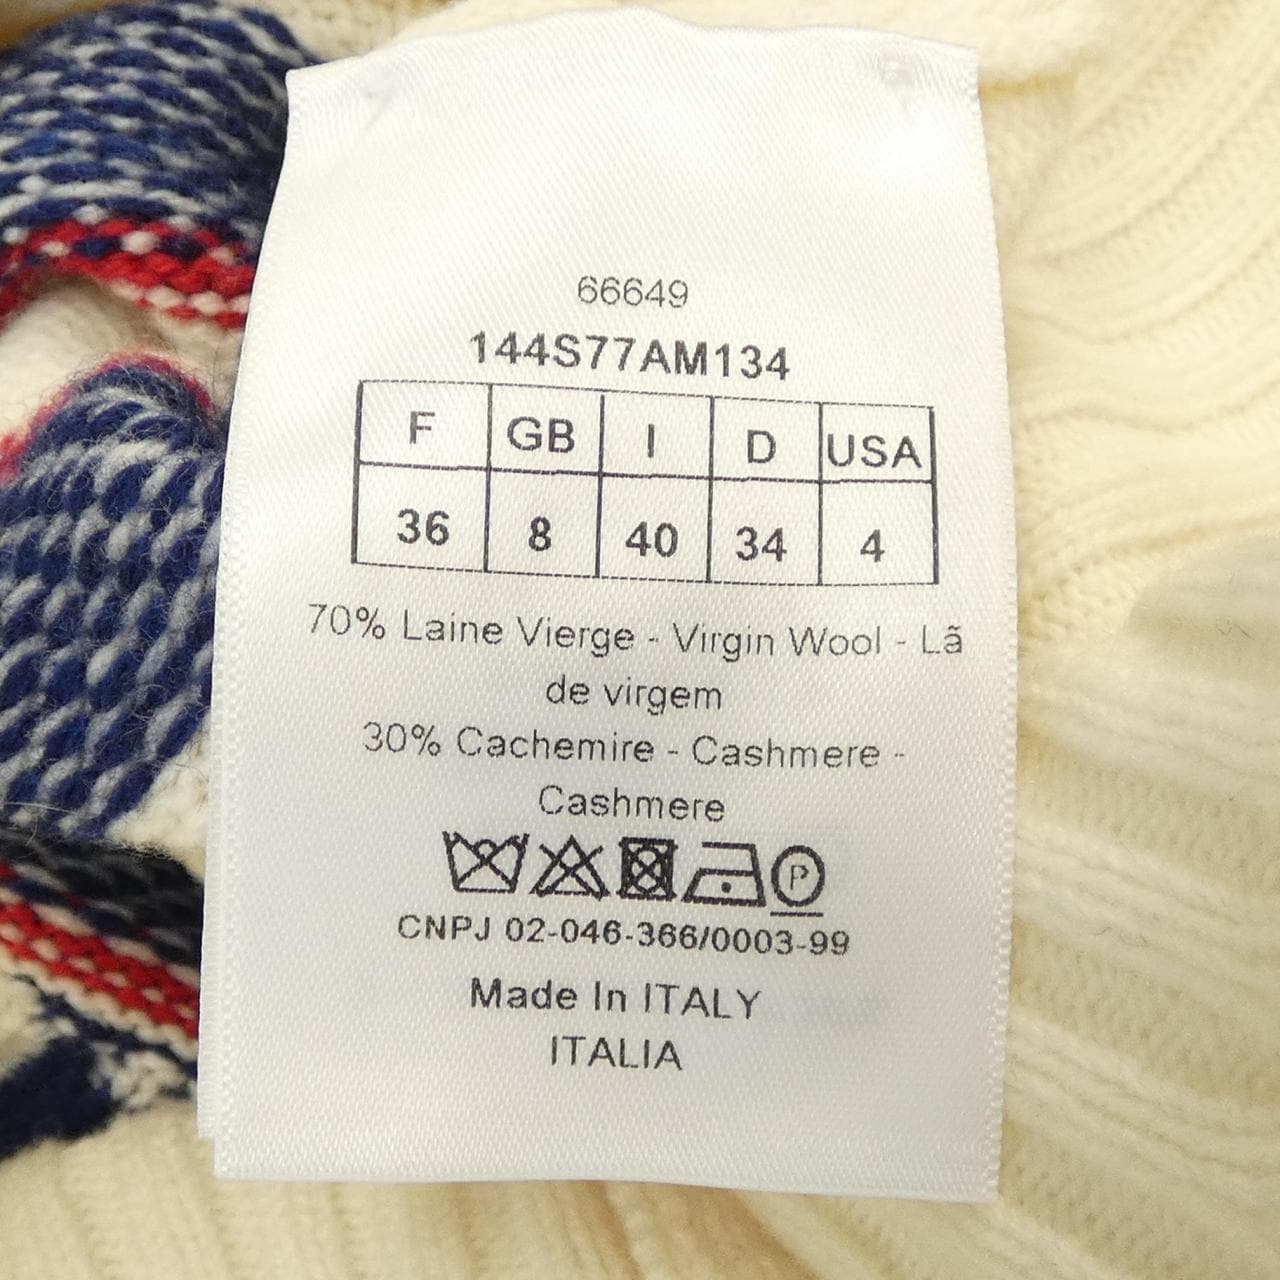 66649
144S77AM134
F GB I D USA
36 8 40 34 4
70% Laine Vierge - Virgin Wool - Lã
de virgem
30% Cachemire - Cashmere -
Cashmere
P
CNPJ 02-046-366/0003-99
Made In ITALY
ITALIA